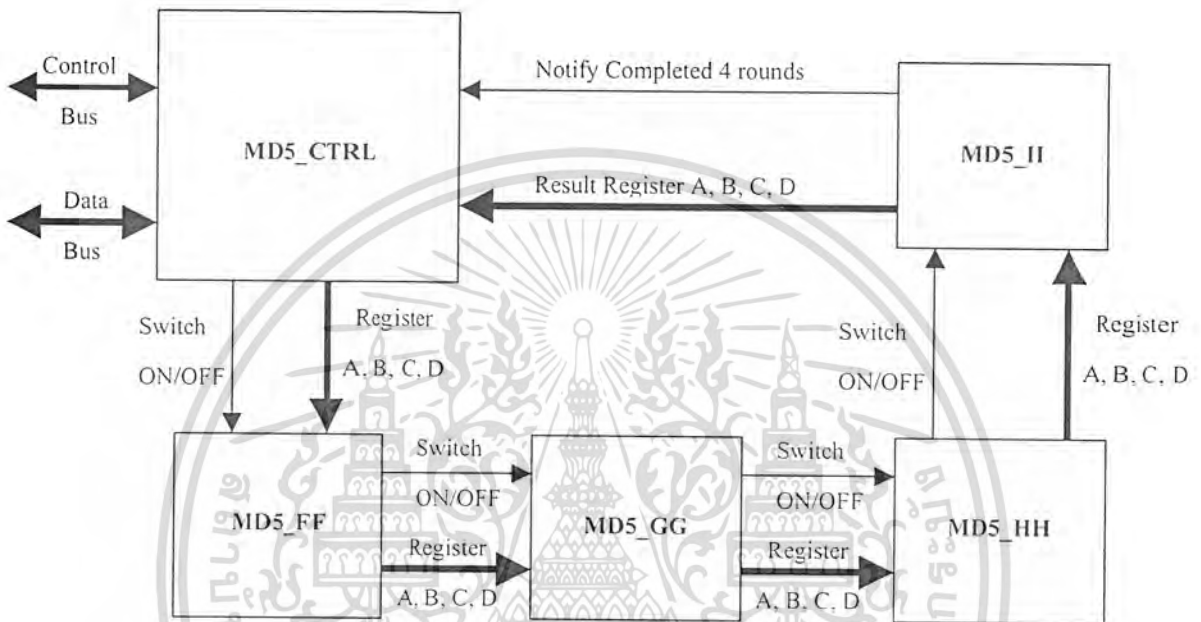 Control
Bus
Data
Bus
MD5_CTRL
Notify Completed 4 rounds
Result Register A, B, C, D
MD5_II
Switch
ON/OFF
Register
A, B, C, D
Switch
ON/OFF
Register
A, B, C, D
MD5_FF
Switch
ON/OFF
Register
A, B, C, D
MD5_GG
Switch
ON/OFF
Register
A, B, C, D
MD5_HH